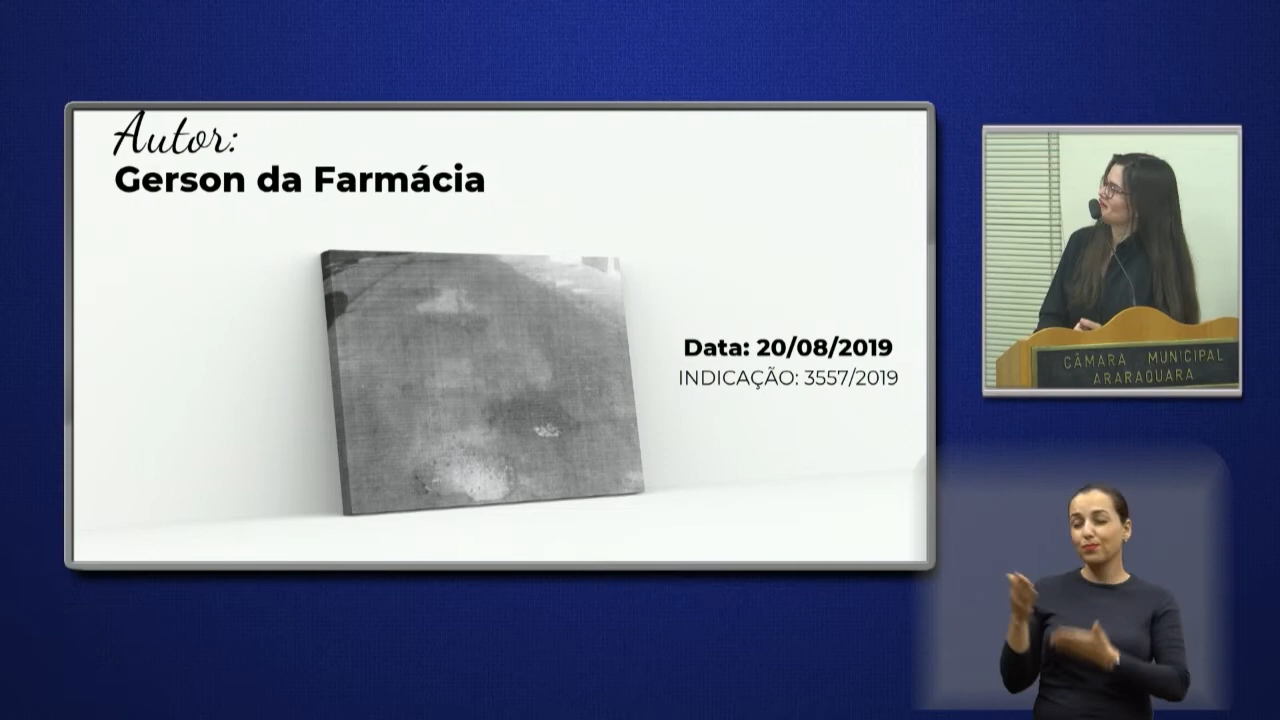 Autor:
Gerson da Farmácia
Data: 20/08/2019
INDICAÇÃO: 3557/2019
CÂMARA MUNICIPAL
ARARAQUARA